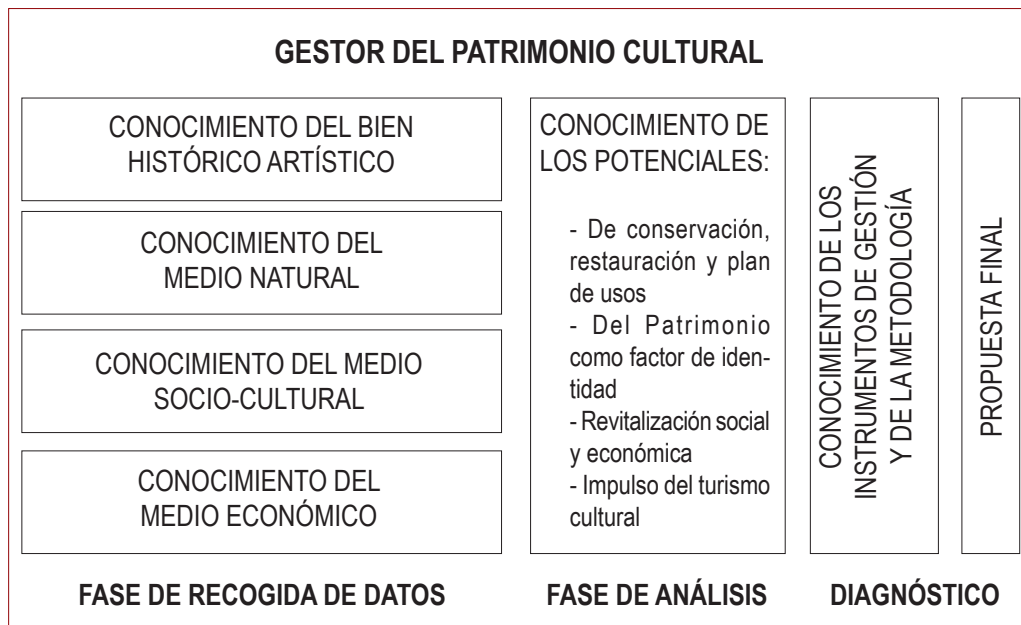 GESTOR DEL PATRIMONIO CULTURAL
CONOCIMIENTO DEL BIEN
HISTÓRICO ARTÍSTICO
CONOCIMIENTO DEL
MEDIO NATURAL
CONOCIMIENTO DEL MEDIO
SOCIO-CULTURAL
CONOCIMIENTO DEL
MEDIO ECONÓMICO
FASE DE RECOGIDA DE DATOS
CONOCIMIENTO DE
LOS POTENCIALES:
- De conservación,
restauración y plan
de usos
- Del Patrimonio
como factor de iden-
tidad
- Revitalización social
y económica
- Impulso del turismo
cultural
FASE DE ANÁLISIS
CONOCIMIENTO DE LOS
INSTRUMENTOS DE GESTIÓN
Y DE LA METODOLOGÍA
PROPUESTA FINAL
DIAGNÓSTICO